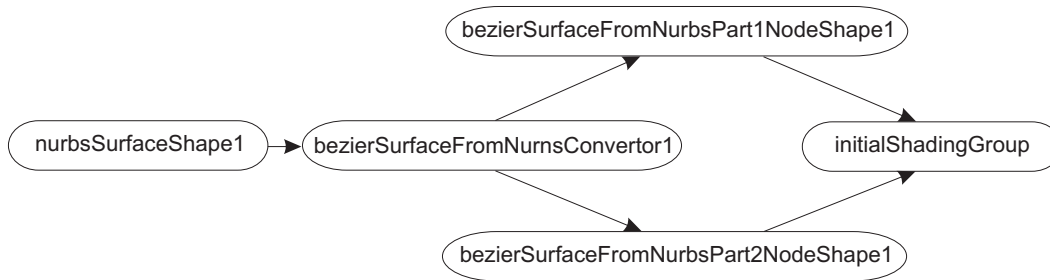 bezierSurfaceFromNurbsPart1NodeShape1
nurbsSurfaceShape1
bezierSurfaceFromNurnsConvertor1
initialShadingGroup
bezierSurfaceFromNurbsPart2NodeShape1